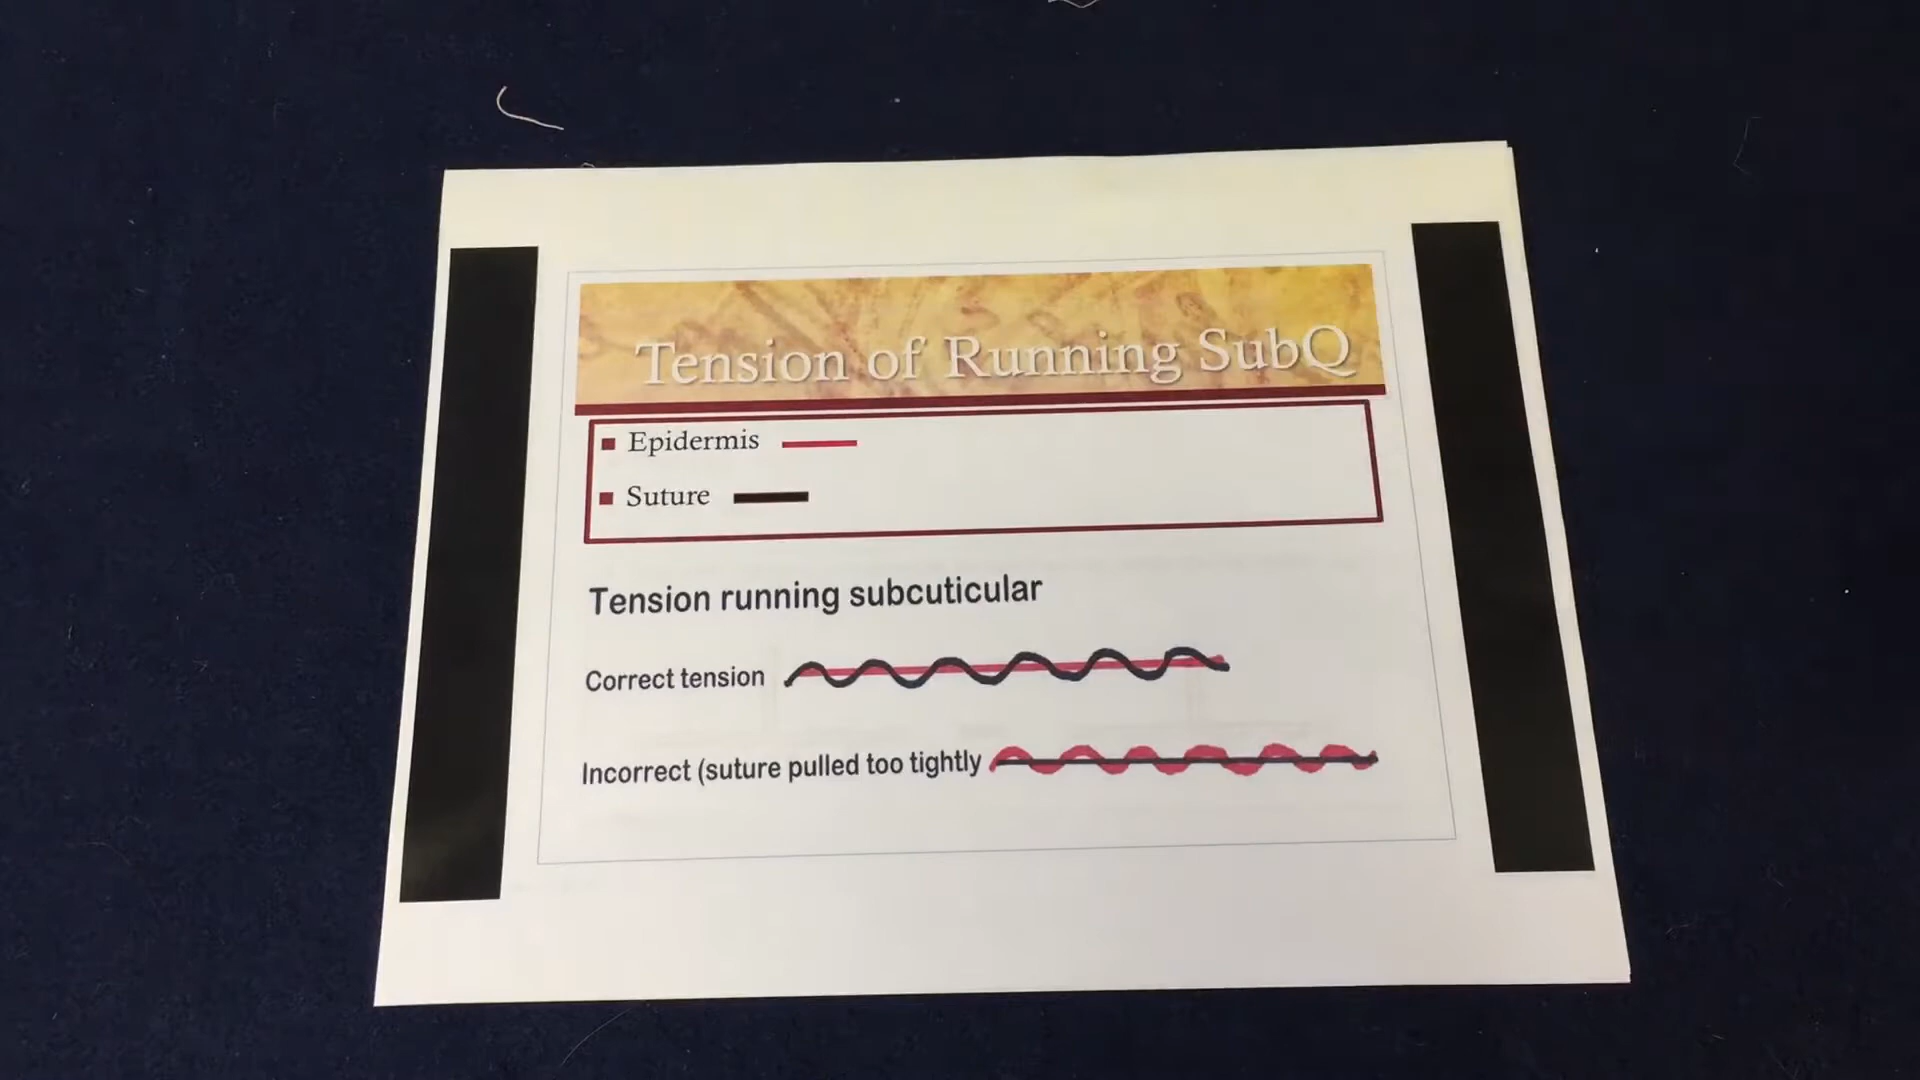 Tension of Running SubQ
Epidermis
Suture
Tension running subcuticular
Correct tension
Incorrect (suture pulled too tightly